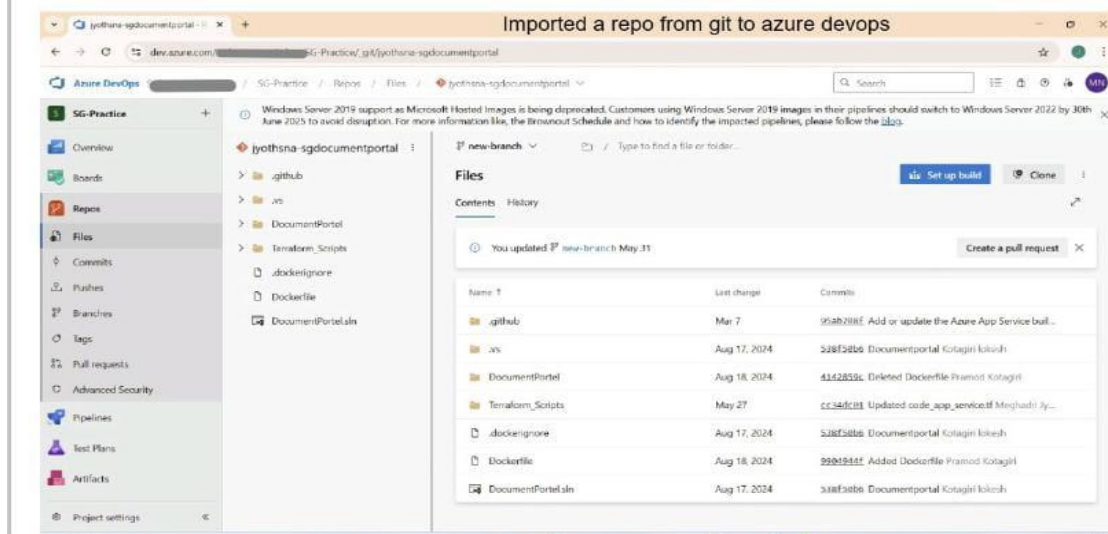 jyothsna-sgdocumentportal - R
Imported a repo from git to azure devops
dev.azure.com/ SG-Practice/_git/jyothsna-sgdocumentportal
Azure DevOps / SG-Practice / Repos / Files / jyothsna-sgdocumentportal
Search
MN
S SG-Practice +
Windows Server 2019 support as Microsoft Hosted Images is being deprecated. Customers using Windows Server 2019 images in their pipelines should switch to Windows Server 2022 by 30th
June 2025 to avoid disruption. For more information like, the Brownout Schedule and how to identify the impacted pipelines, please follow the blog.
Overview
Boards
Repos
Files
Commits
Pushes
Branches
Tags
Pull requests
Advanced Security
Pipelines
Test Plans
Artifacts
Project settings
jyothsna-sgdocumentportal
.github
.vs
DocumentPortel
Terraform_Scripts
.dockerignore
Dockerfile
DocumentPortel.sln
new-branch / Type to find a file or folder...
Files
Set up build
Clone
Contents History
You updated new-branch May 31
Create a pull request
Name ↑ Last change Commits
.github Mar 7 Add or update the Azure App Service buil...
.vs Aug 17, 2024 538f58b6 Documentportal Kotagiri lokesh
DocumentPortel Aug 18, 2024 4142859c Deleted Dockerfile Pramod Kotagiri
Terraform_Scripts May 27 cc34dc01 Updated code_app_service.tf Meghadri Jy...
.dockerignore Aug 17, 2024 538f58b6 Documentportal Kotagiri lokesh
Dockerfile Aug 18, 2024 9904944f Added Dockerfile Pramod Kotagiri
DocumentPortel.sln Aug 17, 2024 538f58b6 Documentportal Kotagiri lokesh